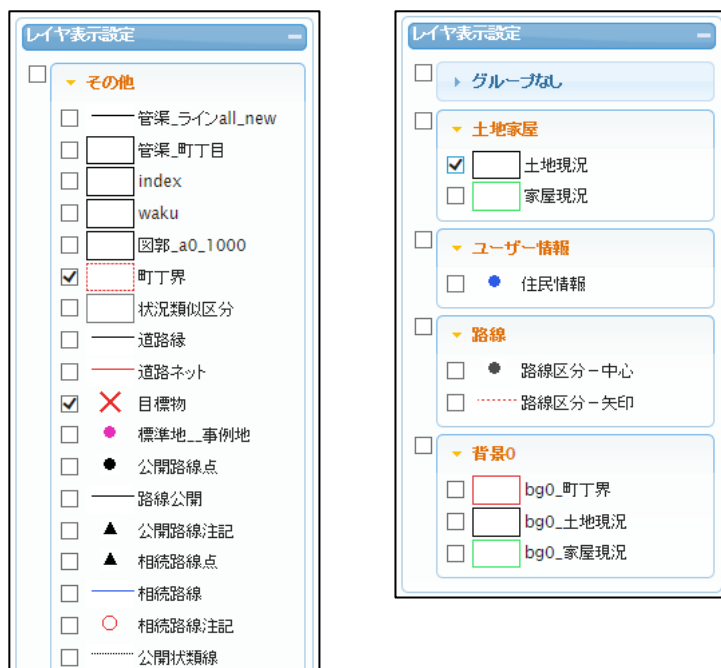 レイヤ表示設定
その他
管渠_ラインall_new
管渠_町丁目
index
waku
図郭_a0_1000
町丁界
状況類似区分
道路縁
道路ネット
目標物
標準地__事例地
公開路線点
路線公開
公開路線注記
相続路線点
相続路線
相続路線注記
公開状類線
レイヤ表示設定
グループなし
土地家屋
土地現況
家屋現況
ユーザー情報
住民情報
路線
路線区分－中心
路線区分－矢印
背景0
bg0_町丁界
bg0_土地現況
bg0_家屋現況